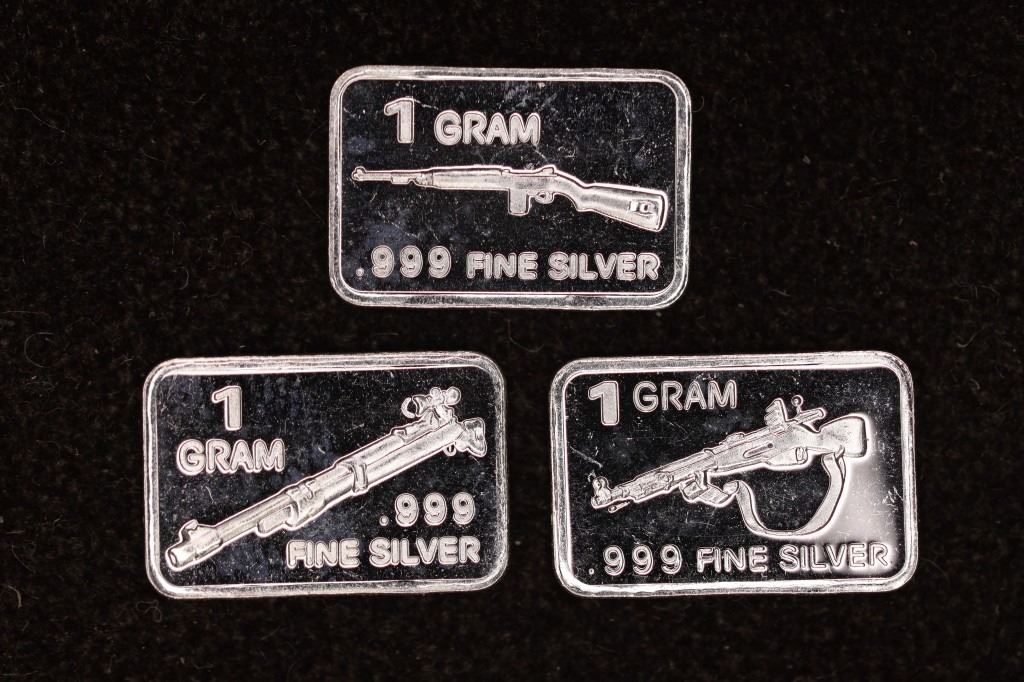 1 GRAM
.999 FINE SILVER
1
GRAM
.999
FINE SILVER
1 GRAM
.999 FINE SILVER